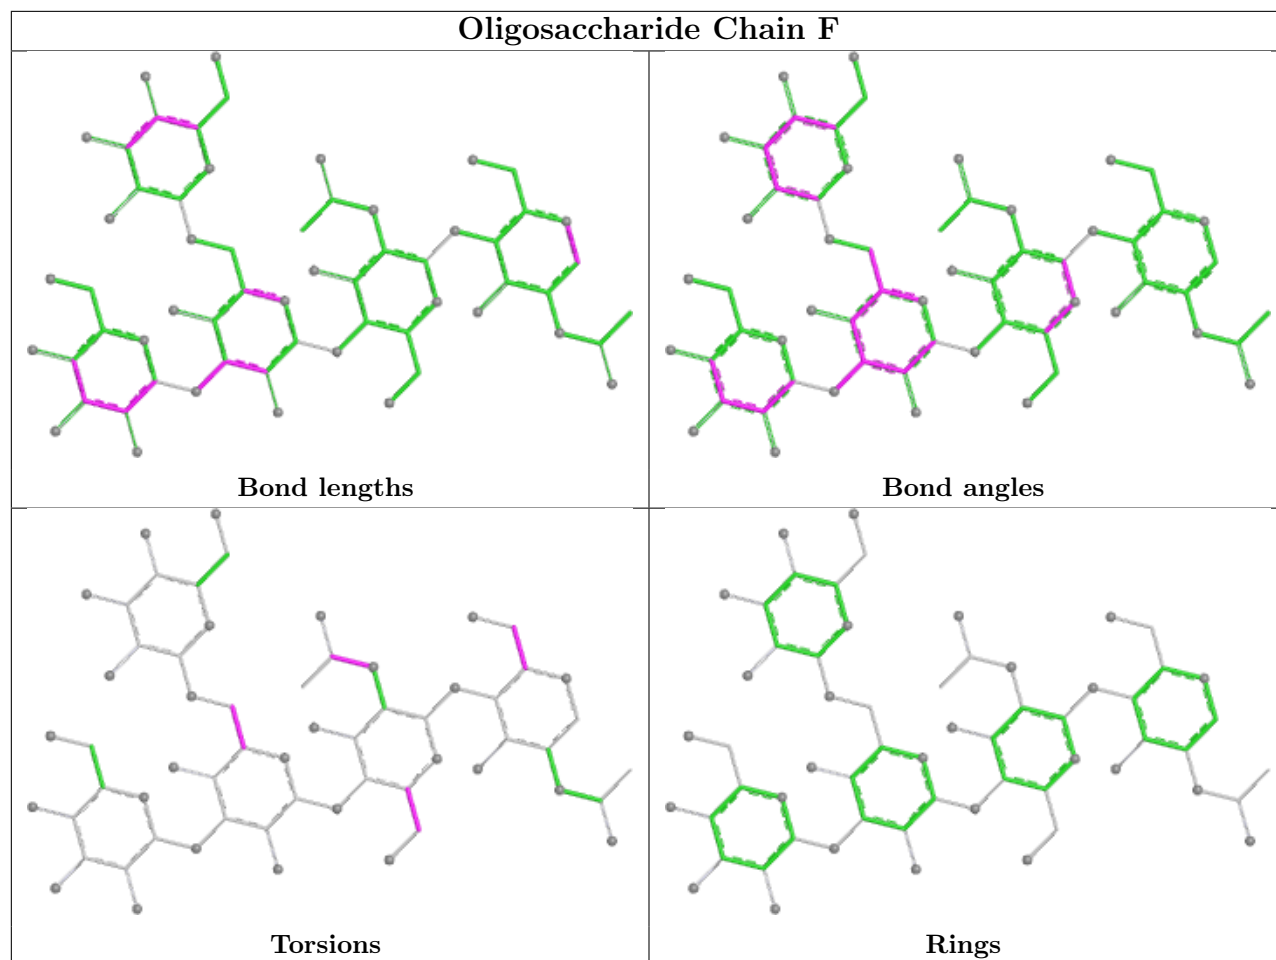 Oligosaccharide Chain F
Bond lengths
Bond angles
Torsions
Rings